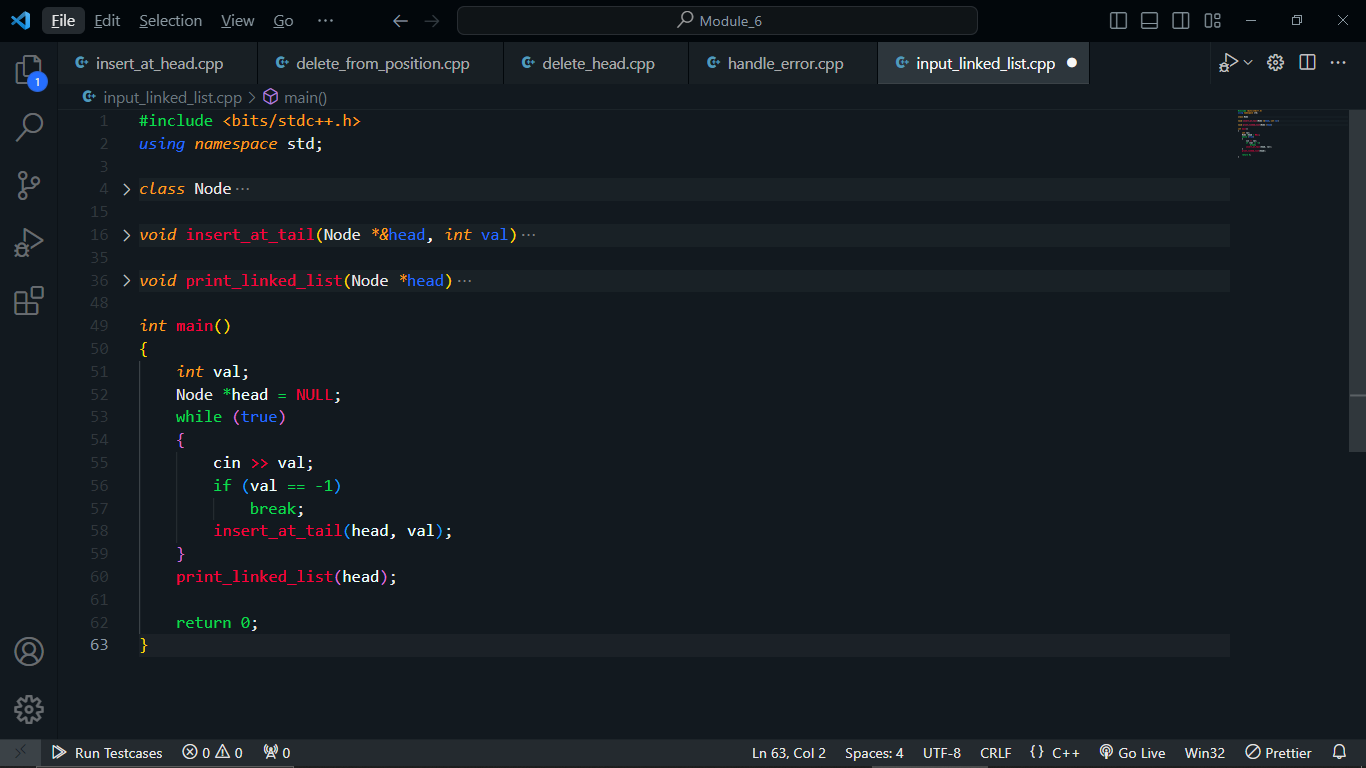 File Edit Selection View Go ··· Module_6
1
insert_at_head.cpp delete_from_position.cpp delete_head.cpp handle_error.cpp input_linked_list.cpp
input_linked_list.cpp > main()
1 #include <bits/stdc++.h>
2 using namespace std;
3
4 class Node···
15
16 void insert_at_tail(Node *&head, int val)···
35
36 void print_linked_list(Node *head)···
48
49 int main()
50 {
51 int val;
52 Node *head = NULL;
53 while (true)
54 {
55 cin >> val;
56 if (val == -1)
57 break;
58 insert_at_tail(head, val);
59 }
60 print_linked_list(head);
61
62 return 0;
63 }
Run Testcases 0 0 0 Ln 63, Col 2 Spaces: 4 UTF-8 CRLF {} C++ Go Live Win32 Prettier